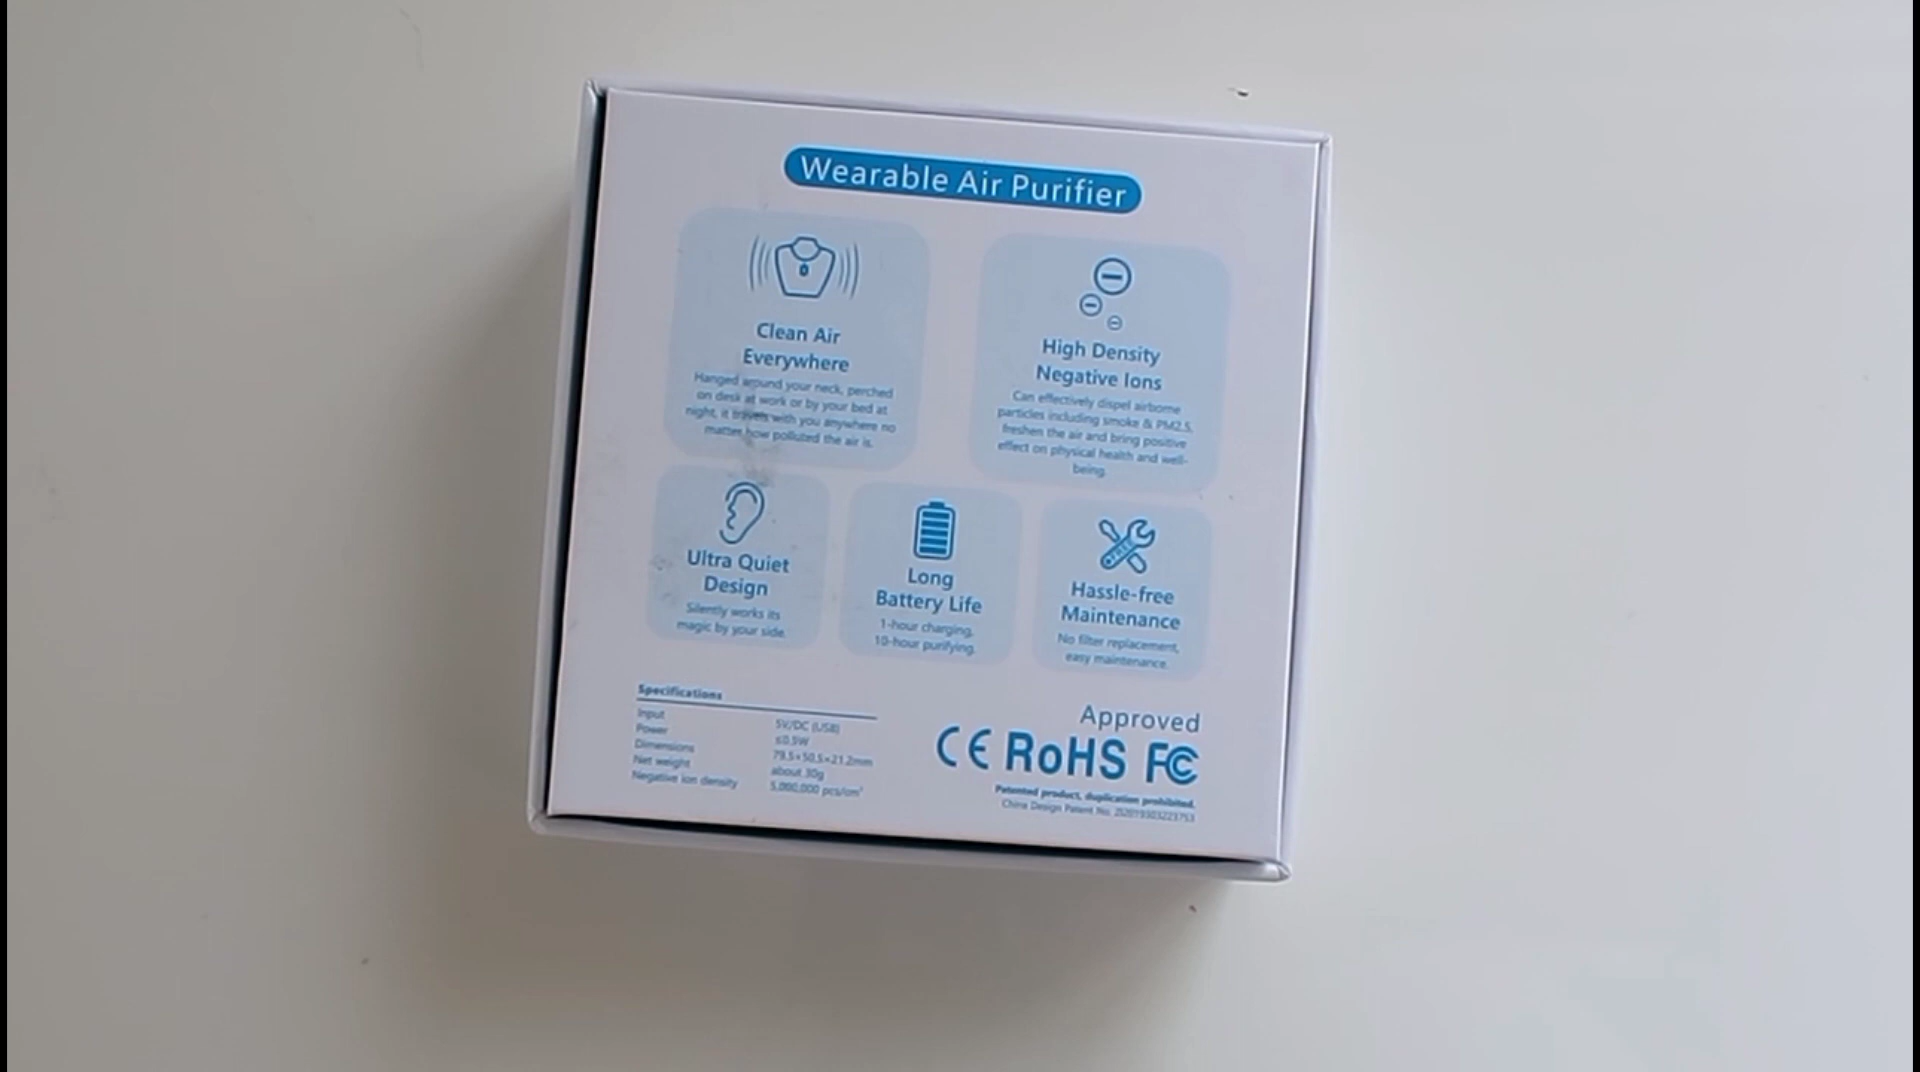 Wearable Air Purifier
Clean Air
Everywhere
Hanged around your neck, perched
on desk at work or by your bed at
night, it travels with you anywhere no
matter how polluted the air is.
High Density
Negative Ions
Can effectively dispel airborne
particles including smoke & PM2.5,
freshen the air and bring positive
effect on physical health and well-
being.
Ultra Quiet
Design
Silently works its
magic by your side.
Long
Battery Life
1-hour charging,
10-hour purifying.
FREE
Hassle-free
Maintenance
No filter replacement,
easy maintenance.
Specifications
Input 5V/DC (USB)
Power ≤0.5W
Dimensions 79.5×50.5×21.2mm
Net weight about 30g
Negative ion density 5,000,000 pcs/cm³
Approved
CE RoHS FC
Patented product, duplication prohibited.
China Design Patent No.